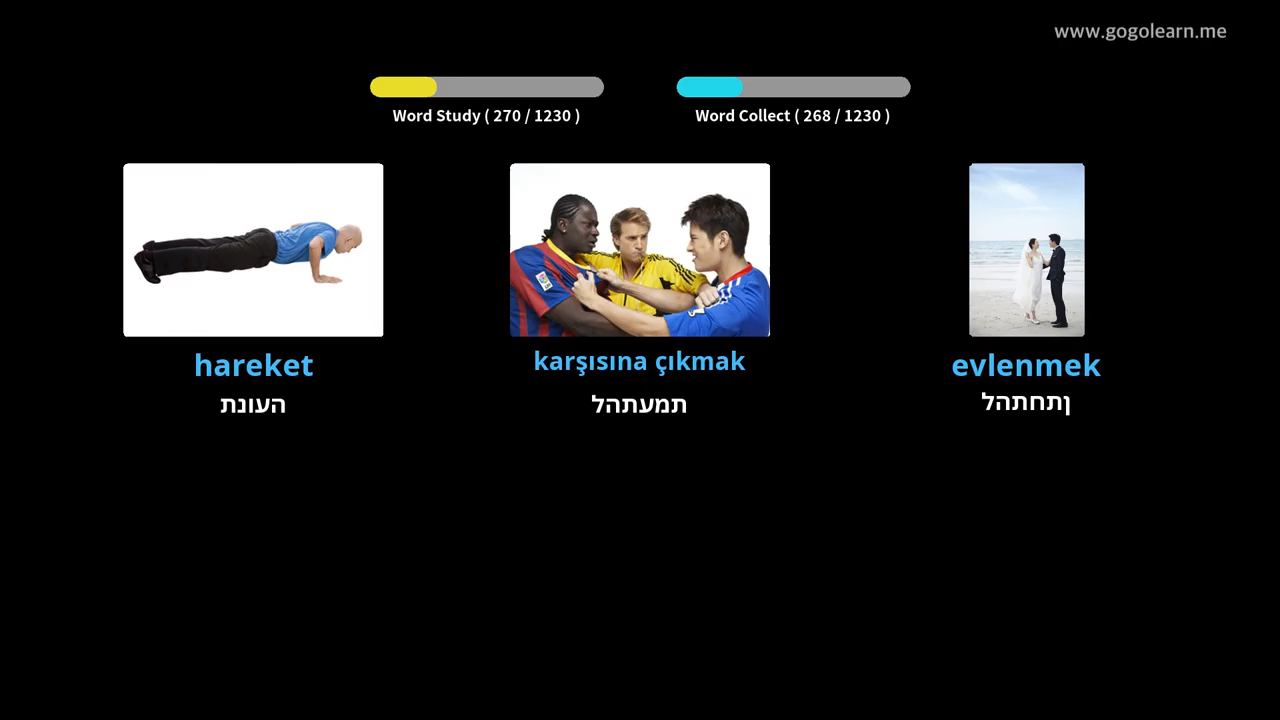 www.gogolearn.me
Word Study ( 270 / 1230 )
Word Collect ( 268 / 1230 )
hareket
העונת
karşısına çıkmak
תמעתהל
evlenmek
ןתחתהל